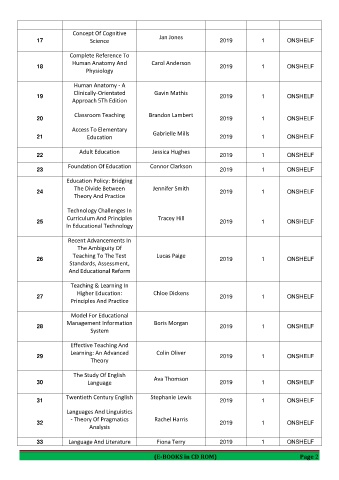 Concept Of Cognitive
17 Science Jan Jones 2019 1 ONSHELF
Complete Reference To
18 Human Anatomy And Carol Anderson 2019 1 ONSHELF
Physiology
Human Anatomy - A
19 Clinically-Orientated Gavin Mathis 2019 1 ONSHELF
Approach 5Th Edition
20 Classroom Teaching Brandon Lambert 2019 1 ONSHELF
Access To Elementary
21 Education Gabrielle Mills 2019 1 ONSHELF
22 Adult Education Jessica Hughes 2019 1 ONSHELF
23 Foundation Of Education Connor Clarkson 2019 1 ONSHELF
Education Policy: Bridging
24 The Divide Between Jennifer Smith 2019 1 ONSHELF
Theory And Practice
Technology Challenges In
25 Curriculum And Principles Tracey Hill 2019 1 ONSHELF
In Educational Technology
Recent Advancements In
The Ambiguity Of
26 Teaching To The Test Lucas Paige 2019 1 ONSHELF
Standards, Assessment,
And Educational Reform
Teaching & Learning In
27 Higher Education: Chloe Dickens 2019 1 ONSHELF
Principles And Practice
Model For Educational
28 Management Information Boris Morgan 2019 1 ONSHELF
System
Effective Teaching And
29 Learning: An Advanced Colin Oliver 2019 1 ONSHELF
Theory
The Study Of English
30 Language Ava Thomson 2019 1 ONSHELF
31 Twentieth Century English Stephanie Lewis 2019 1 ONSHELF
Languages And Linguistics
32 - Theory Of Pragmatics Rachel Harris 2019 1 ONSHELF
Analysis
33 Language And Literature Fiona Terry 2019 1 ONSHELF
(E-BOOKS in CD ROM) Page 2